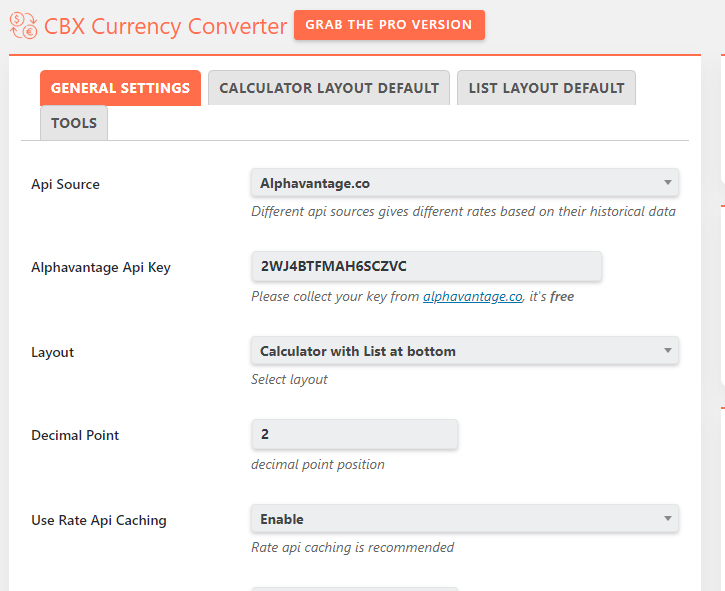 CBX Currency Converter GRAB THE PRO VERSION
GENERAL SETTINGS CALCULATOR LAYOUT DEFAULT LIST LAYOUT DEFAULT
TOOLS
Api Source Alphavantage.co
Different api sources gives different rates based on their historical data
Alphavantage Api Key 2WJ4BTFMAH6SCZVC
Please collect your key from alphavantage.co, it's free
Layout Calculator with List at bottom
Select layout
Decimal Point 2
decimal point position
Use Rate Api Caching Enable
Rate api caching is recommended